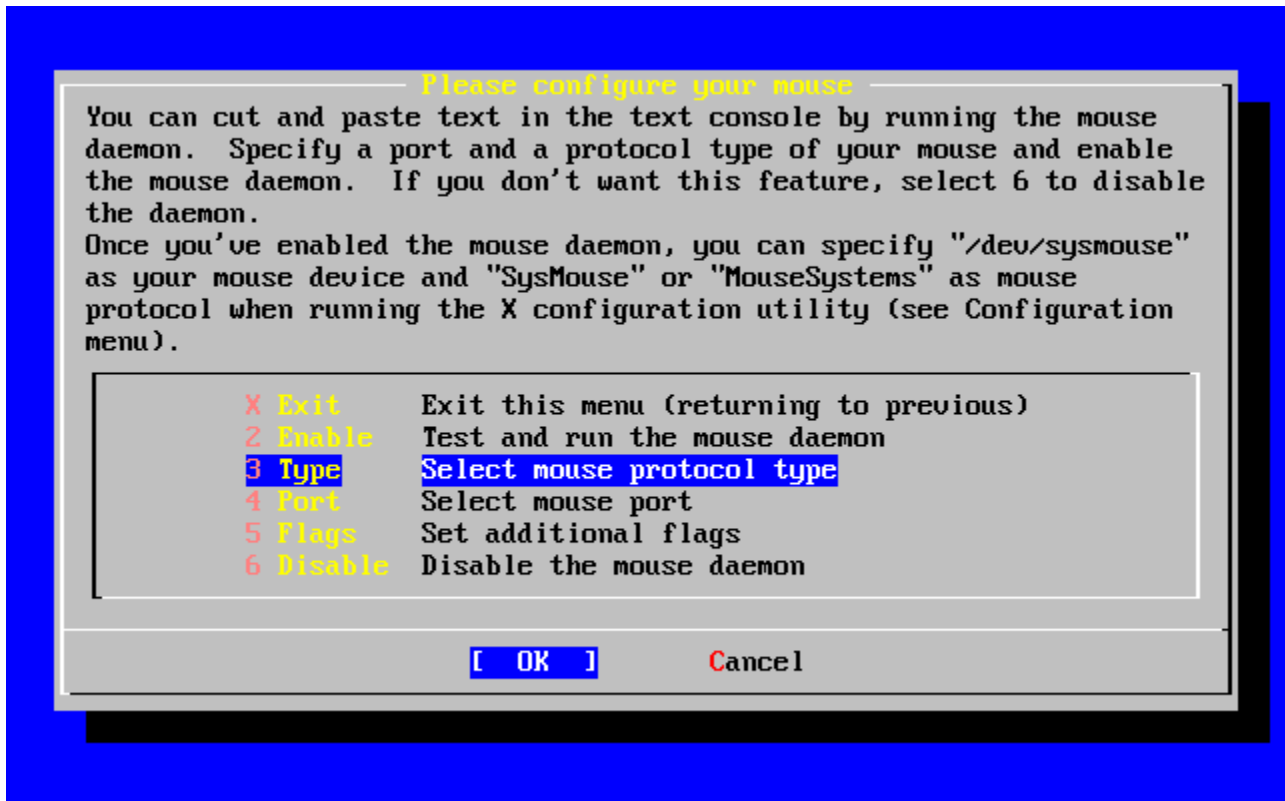 Please configure your mouse
You can cut and paste text in the text console by running the mouse
daemon.  Specify a port and a protocol type of your mouse and enable
the mouse daemon.  If you don't want this feature, select 6 to disable
the daemon.
Once you've enabled the mouse daemon, you can specify "/dev/sysmouse"
as your mouse device and "SysMouse" or "MouseSystems" as mouse
protocol when running the X configuration utility (see Configuration
menu).
X Exit     Exit this menu (returning to previous)
2 Enable   Test and run the mouse daemon
3 Type     Select mouse protocol type
4 Port     Select mouse port
5 Flags    Set additional flags
6 Disable  Disable the mouse daemon
[  OK  ]       Cancel